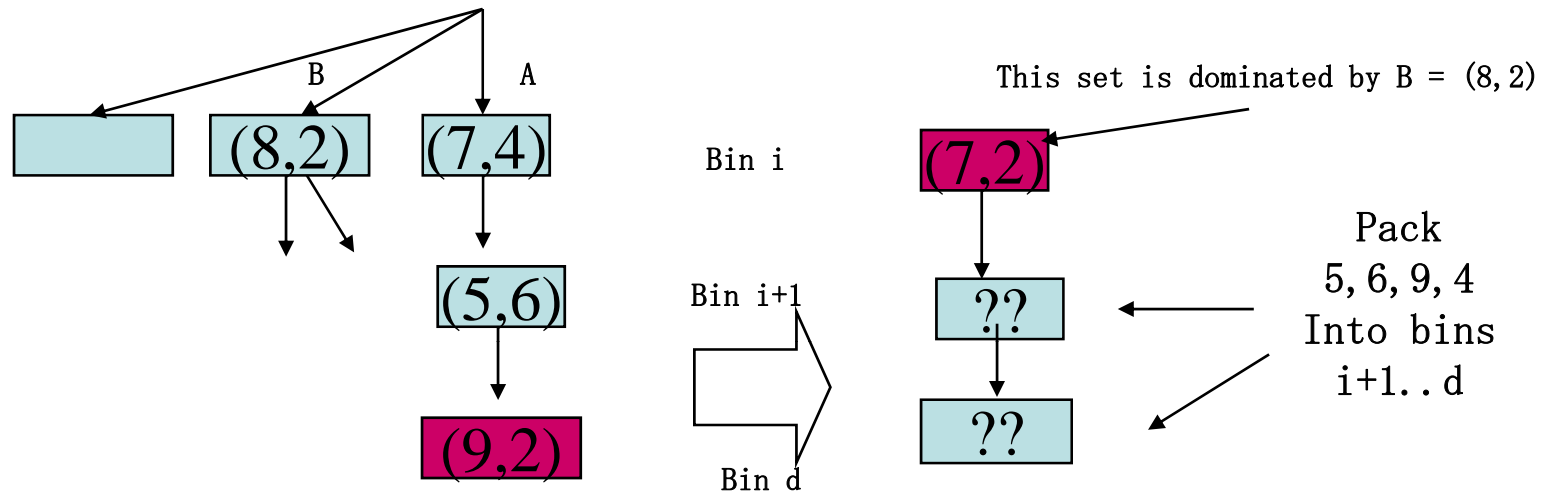 B
A
This set is dominated by B = (8,2)
(8,2)
(7,4)
Bin i
(7,2)
Pack
5,6,9,4
Into bins
i+1..d
(5,6)
Bin i+1
??
(9,2)
??
Bin d